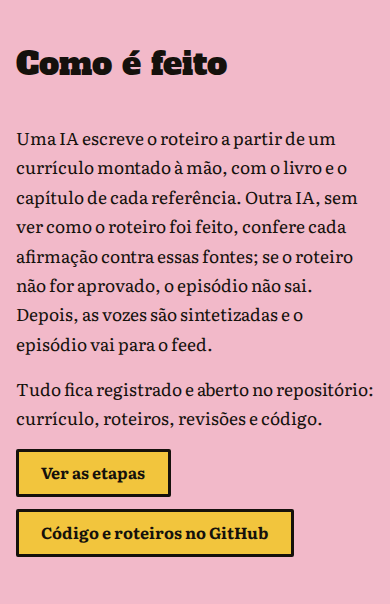 Como é feito
Uma IA escreve o roteiro a partir de um
currículo montado à mão, com o livro e o
capítulo de cada referência. Outra IA, sem
ver como o roteiro foi feito, confere cada
afirmação contra essas fontes; se o roteiro
não for aprovado, o episódio não sai.
Depois, as vozes são sintetizadas e o
episódio vai para o feed.
Tudo fica registrado e aberto no repositório:
currículo, roteiros, revisões e código.
Ver as etapas
Código e roteiros no GitHub